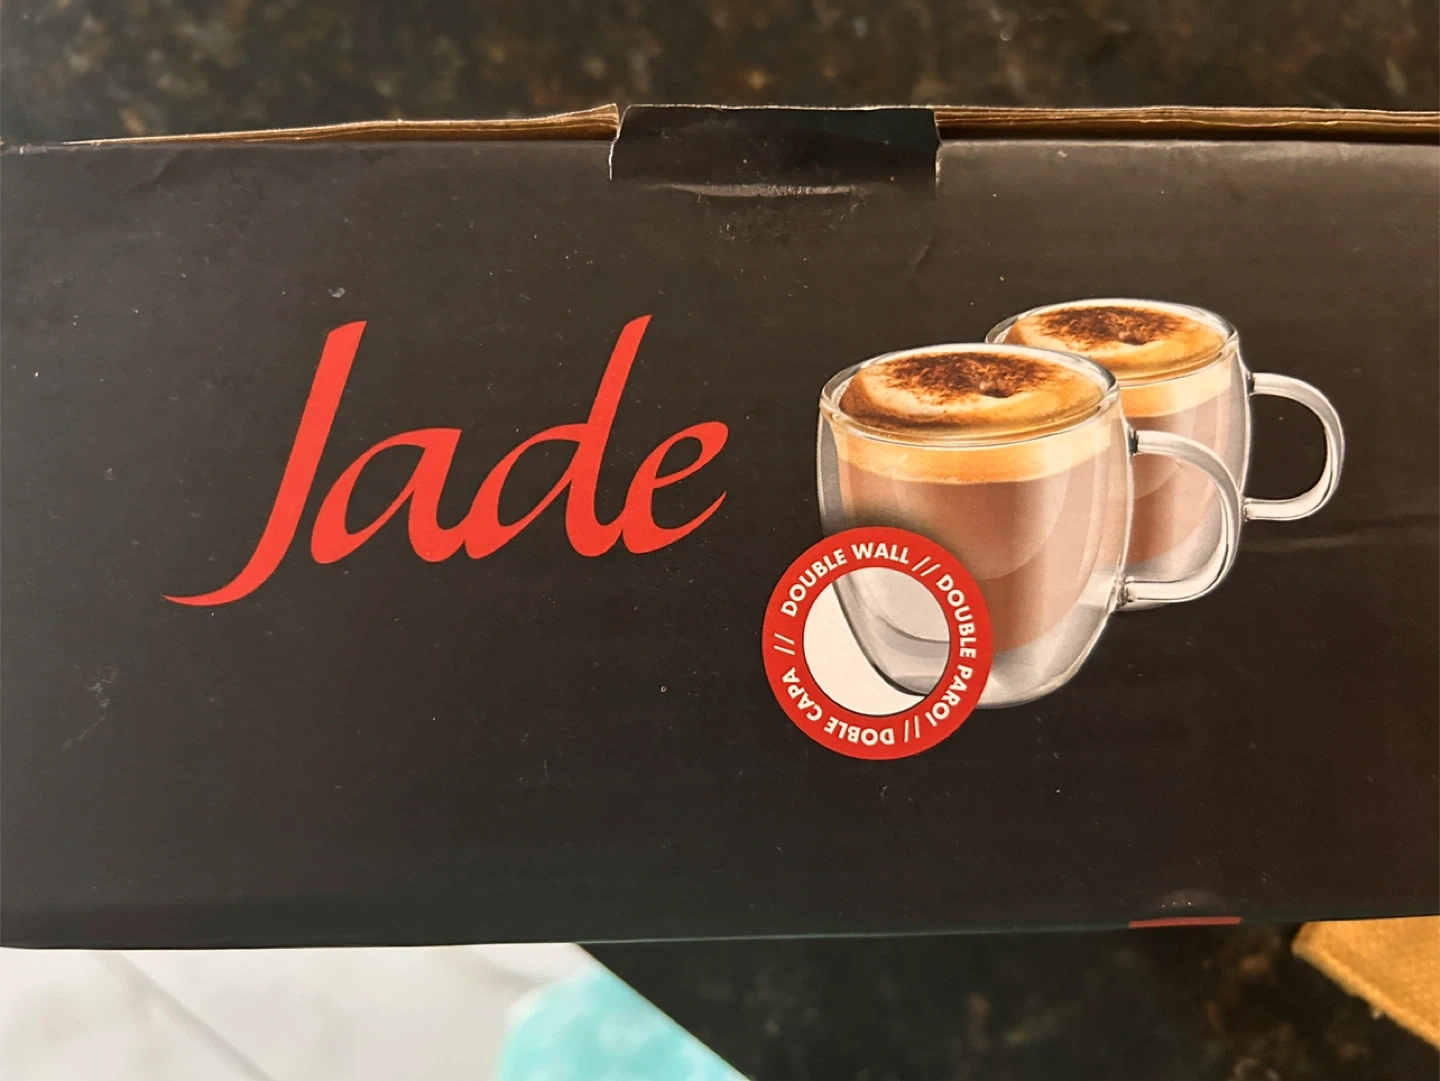 Jade
DOUBLE WALL // DOUBLE PAROI // DOBLE CAPA //